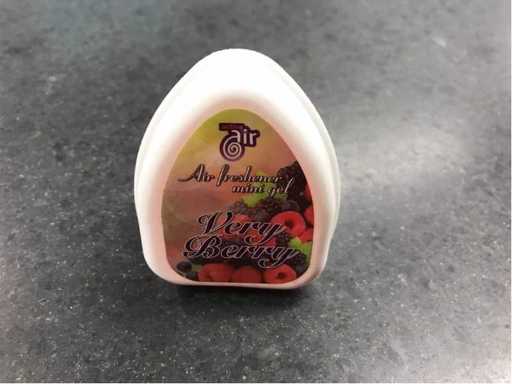 air
Air freshener
mini gel
Very
Berry